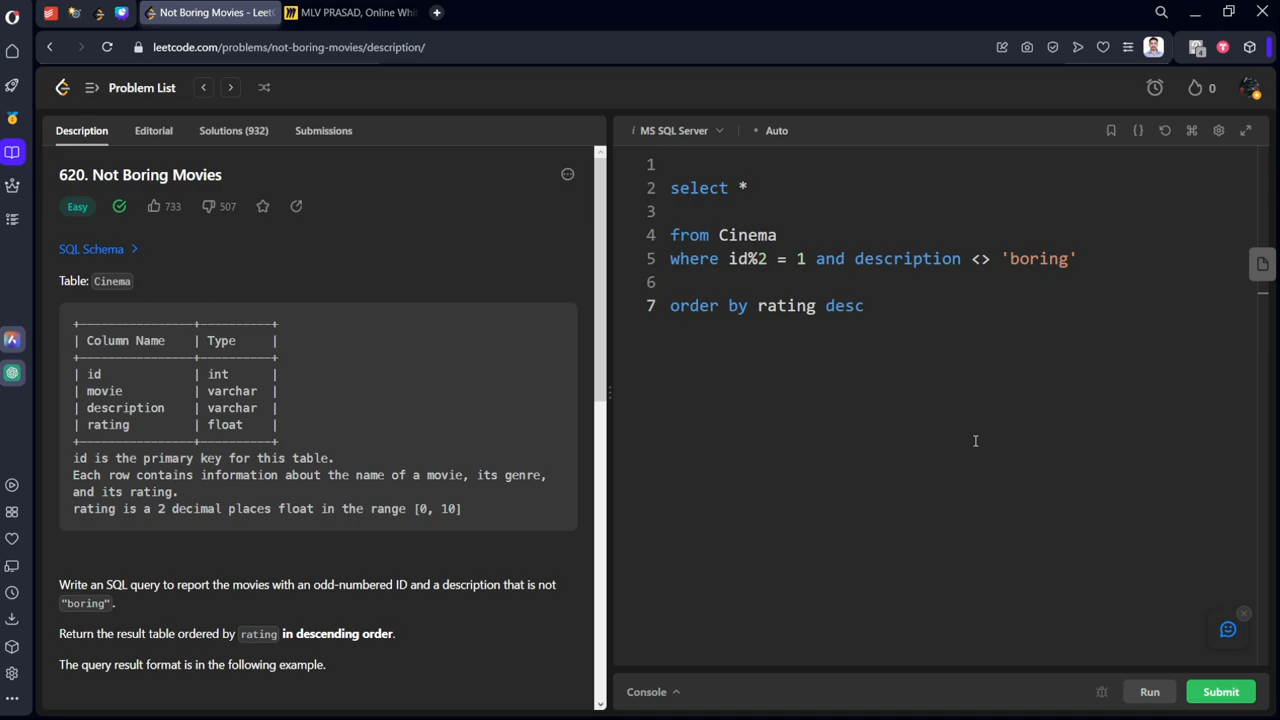 Not Boring Movies - LeetC
MLV PRASAD, Online Whit
leetcode.com/problems/not-boring-movies/description/
4
Problem List
0
Description
Editorial
Solutions (932)
Submissions
i MS SQL Server
• Auto
620. Not Boring Movies
Easy
733
507
SQL Schema >
Table: Cinema
+----------------+----------+
| Column Name | Type |
+----------------+----------+
| id | int |
| movie | varchar |
| description | varchar |
| rating | float |
+----------------+----------+
id is the primary key for this table.
Each row contains information about the name of a movie, its genre,
and its rating.
rating is a 2 decimal places float in the range [0, 10]
Write an SQL query to report the movies with an odd-numbered ID and a description that is not
"boring".
Return the result table ordered by rating in descending order.
The query result format is in the following example.
1
2 select *
3
4 from Cinema
5 where id%2 = 1 and description <> 'boring'
6
7 order by rating desc
Console
Run
Submit